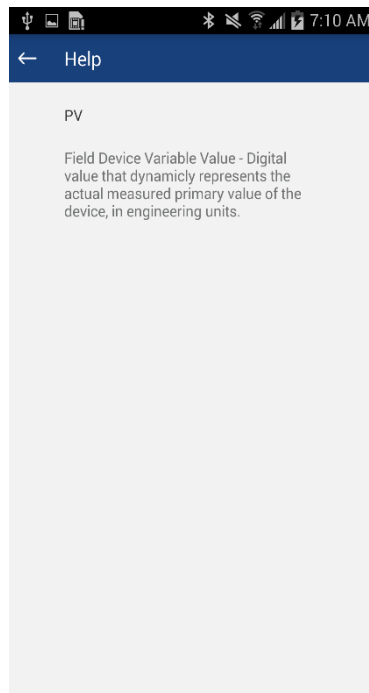 7:10 AM
Help
PV
Field Device Variable Value - Digital
value that dynamicly represents the
actual measured primary value of the
device, in engineering units.